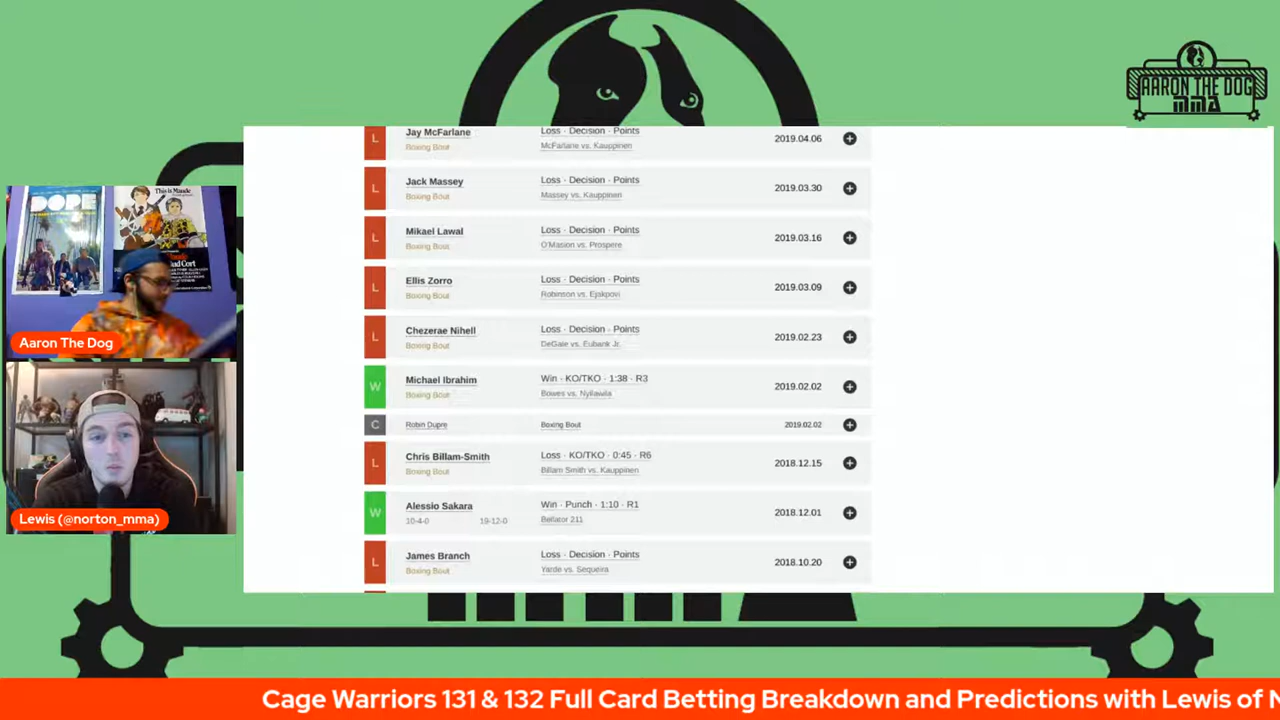 AARON THE DOG
MMA
DOPE
This is Maude
Aaron The Dog
Lewis (@norton_mma)
L Jay McFarlane Loss · Decision · Points 2019.04.06
Boxing Bout McFarlane vs. Kauppinen
L Jack Massey Loss · Decision · Points 2019.03.30
Boxing Bout Massey vs. Kauppinen
L Mikael Lawal Loss · Decision · Points 2019.03.16
Boxing Bout O'Masion vs. Prospere
L Ellis Zorro Loss · Decision · Points 2019.03.09
Boxing Bout Robinson vs. Ejakpovi
L Chezerae Nihell Loss · Decision · Points 2019.02.23
Boxing Bout DeGale vs. Eubank Jr.
W Michael Ibrahim Win · KO/TKO · 1:38 · R3 2019.02.02
Boxing Bout Bowes vs. Nyilawila
C Robin Dupre Boxing Bout 2019.02.02
L Chris Billam-Smith Loss · KO/TKO · 0:45 · R6 2018.12.15
Boxing Bout Billam Smith vs. Kauppinen
W Alessio Sakara Win · Punch · 1:10 · R1 2018.12.01
10-4-0 19-12-0 Bellator 211
L James Branch Loss · Decision · Points 2018.10.20
Boxing Bout Yarde vs. Sequeira
Cage Warriors 131 & 132 Full Card Betting Breakdown and Predictions with Lewis of N